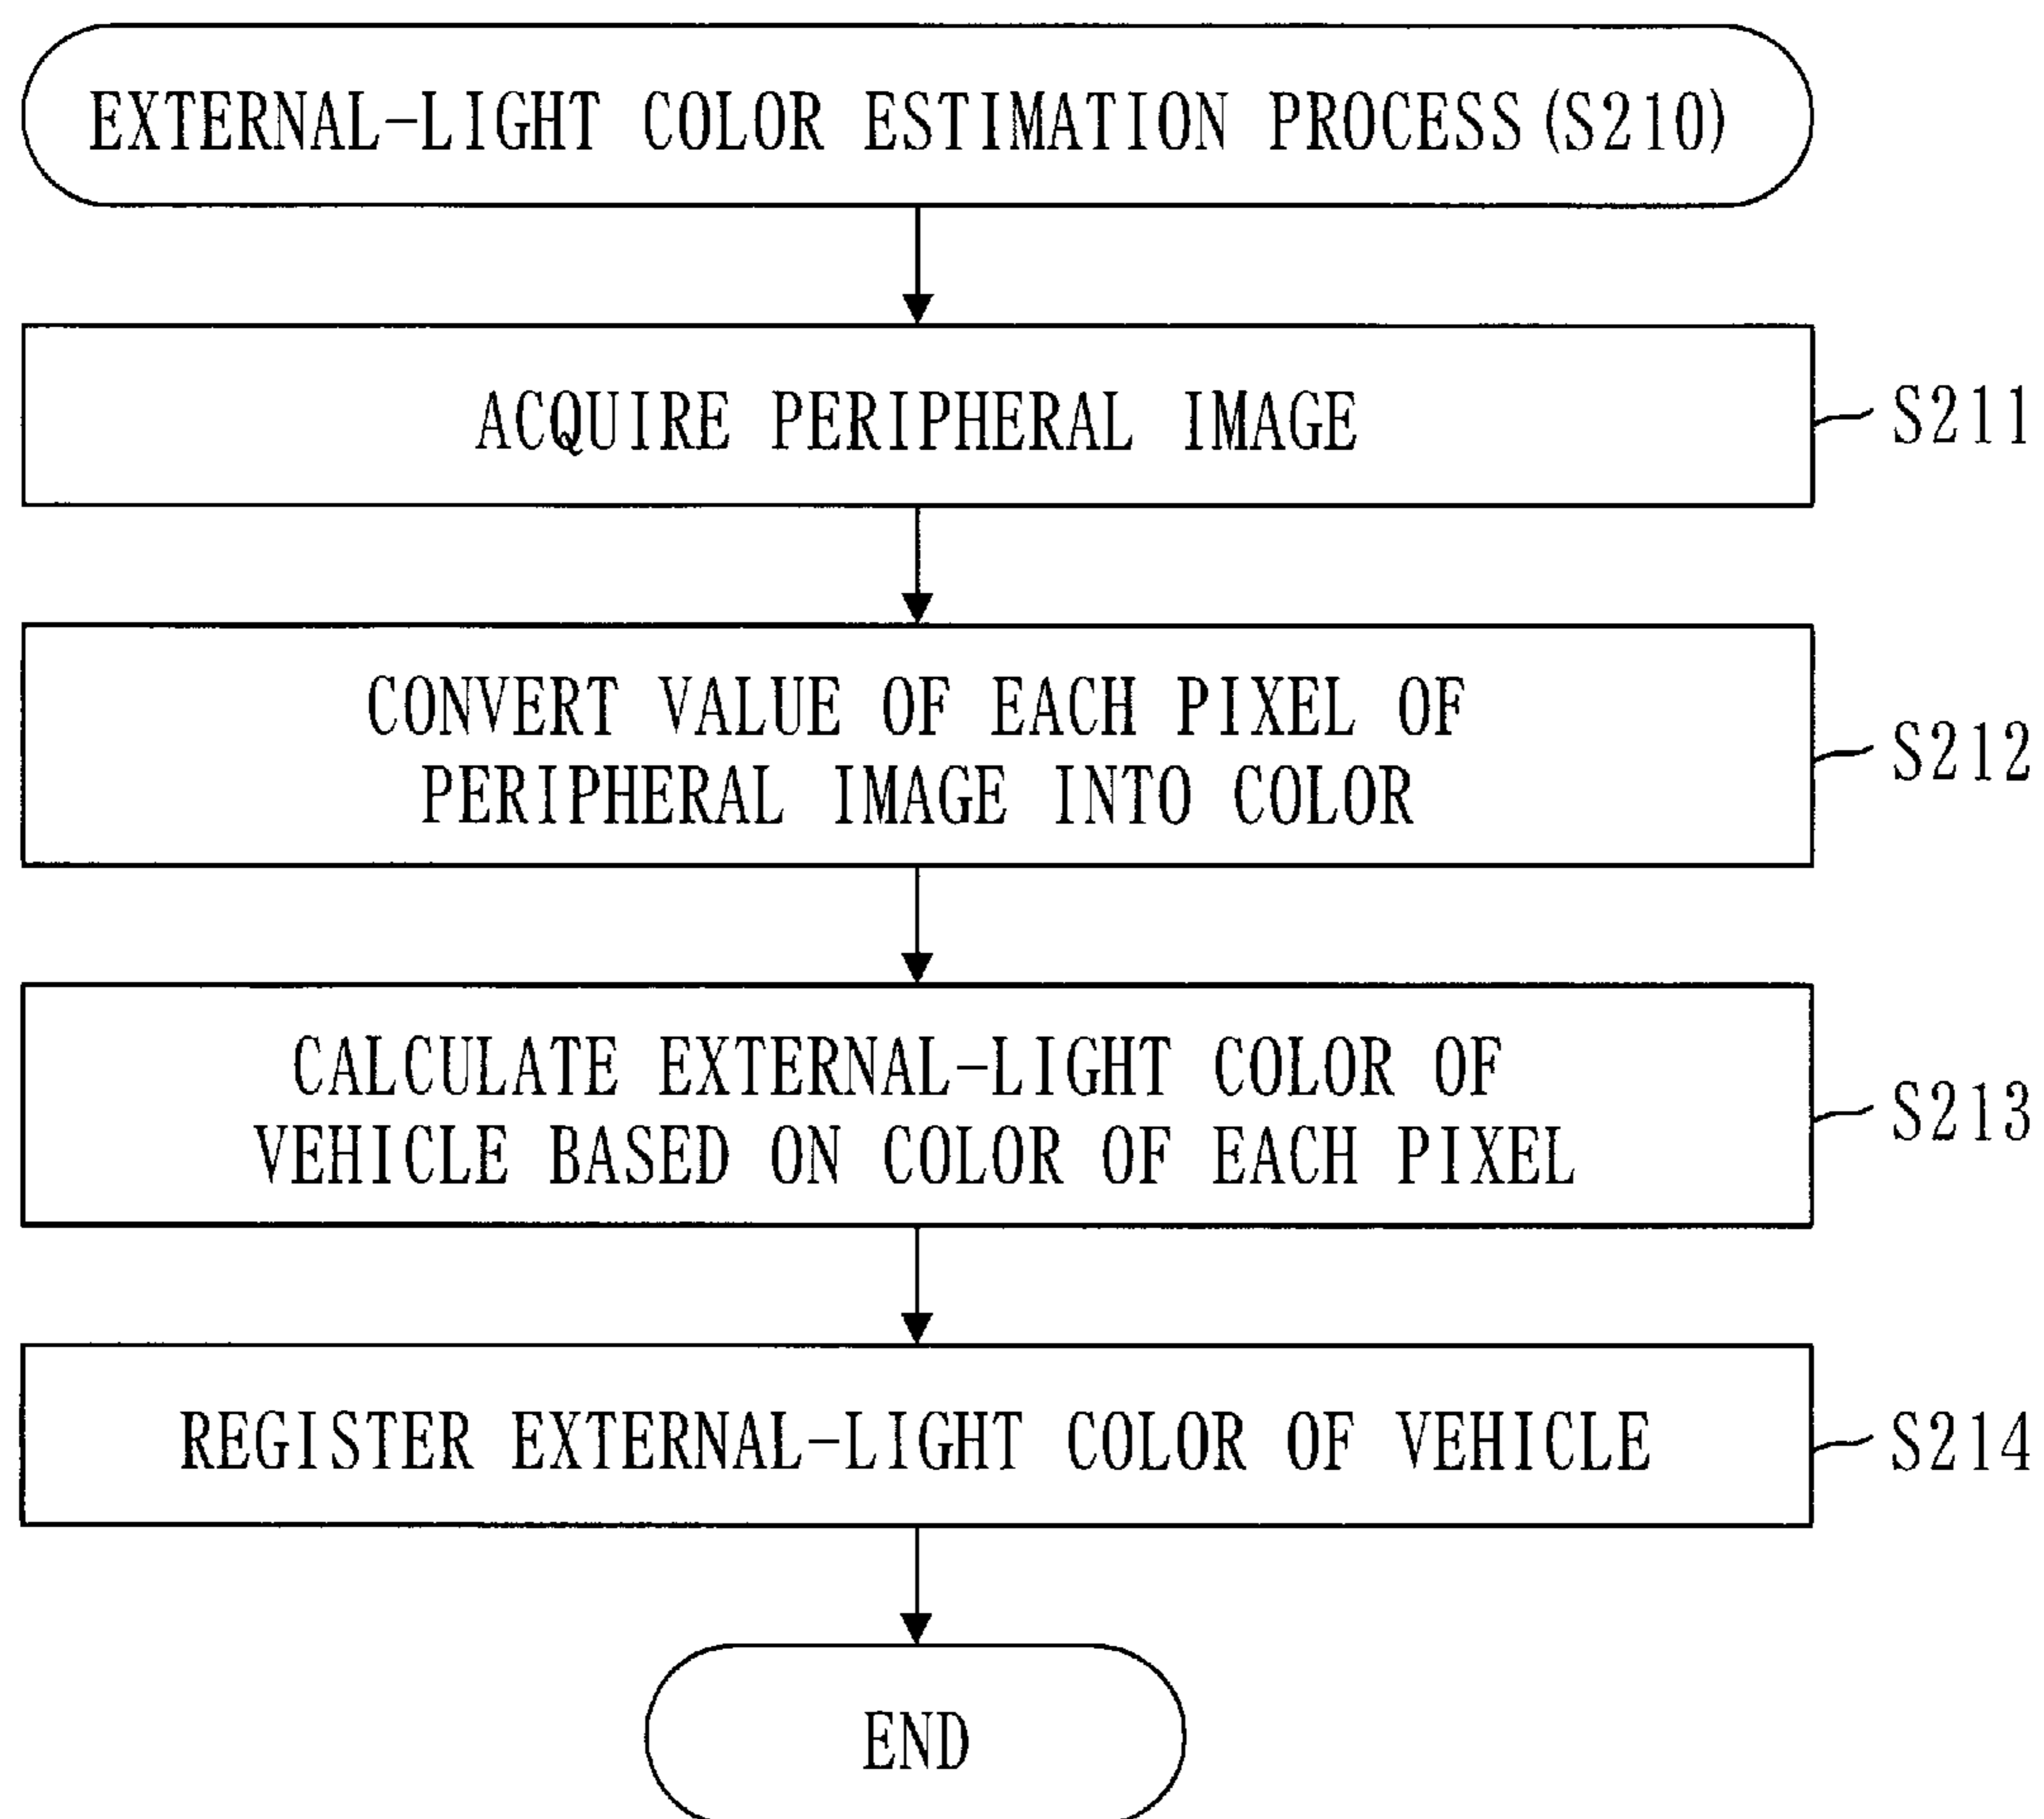 EXTERNAL-LIGHT COLOR ESTIMATION PROCESS(S210)
ACQUIRE PERIPHERAL IMAGE
S211
CONVERT VALUE OF EACH PIXEL OF
PERIPHERAL IMAGE INTO COLOR
S212
CALCULATE EXTERNAL-LIGHT COLOR OF
VEHICLE BASED ON COLOR OF EACH PIXEL
S213
REGISTER EXTERNAL-LIGHT COLOR OF VEHICLE
S214
END